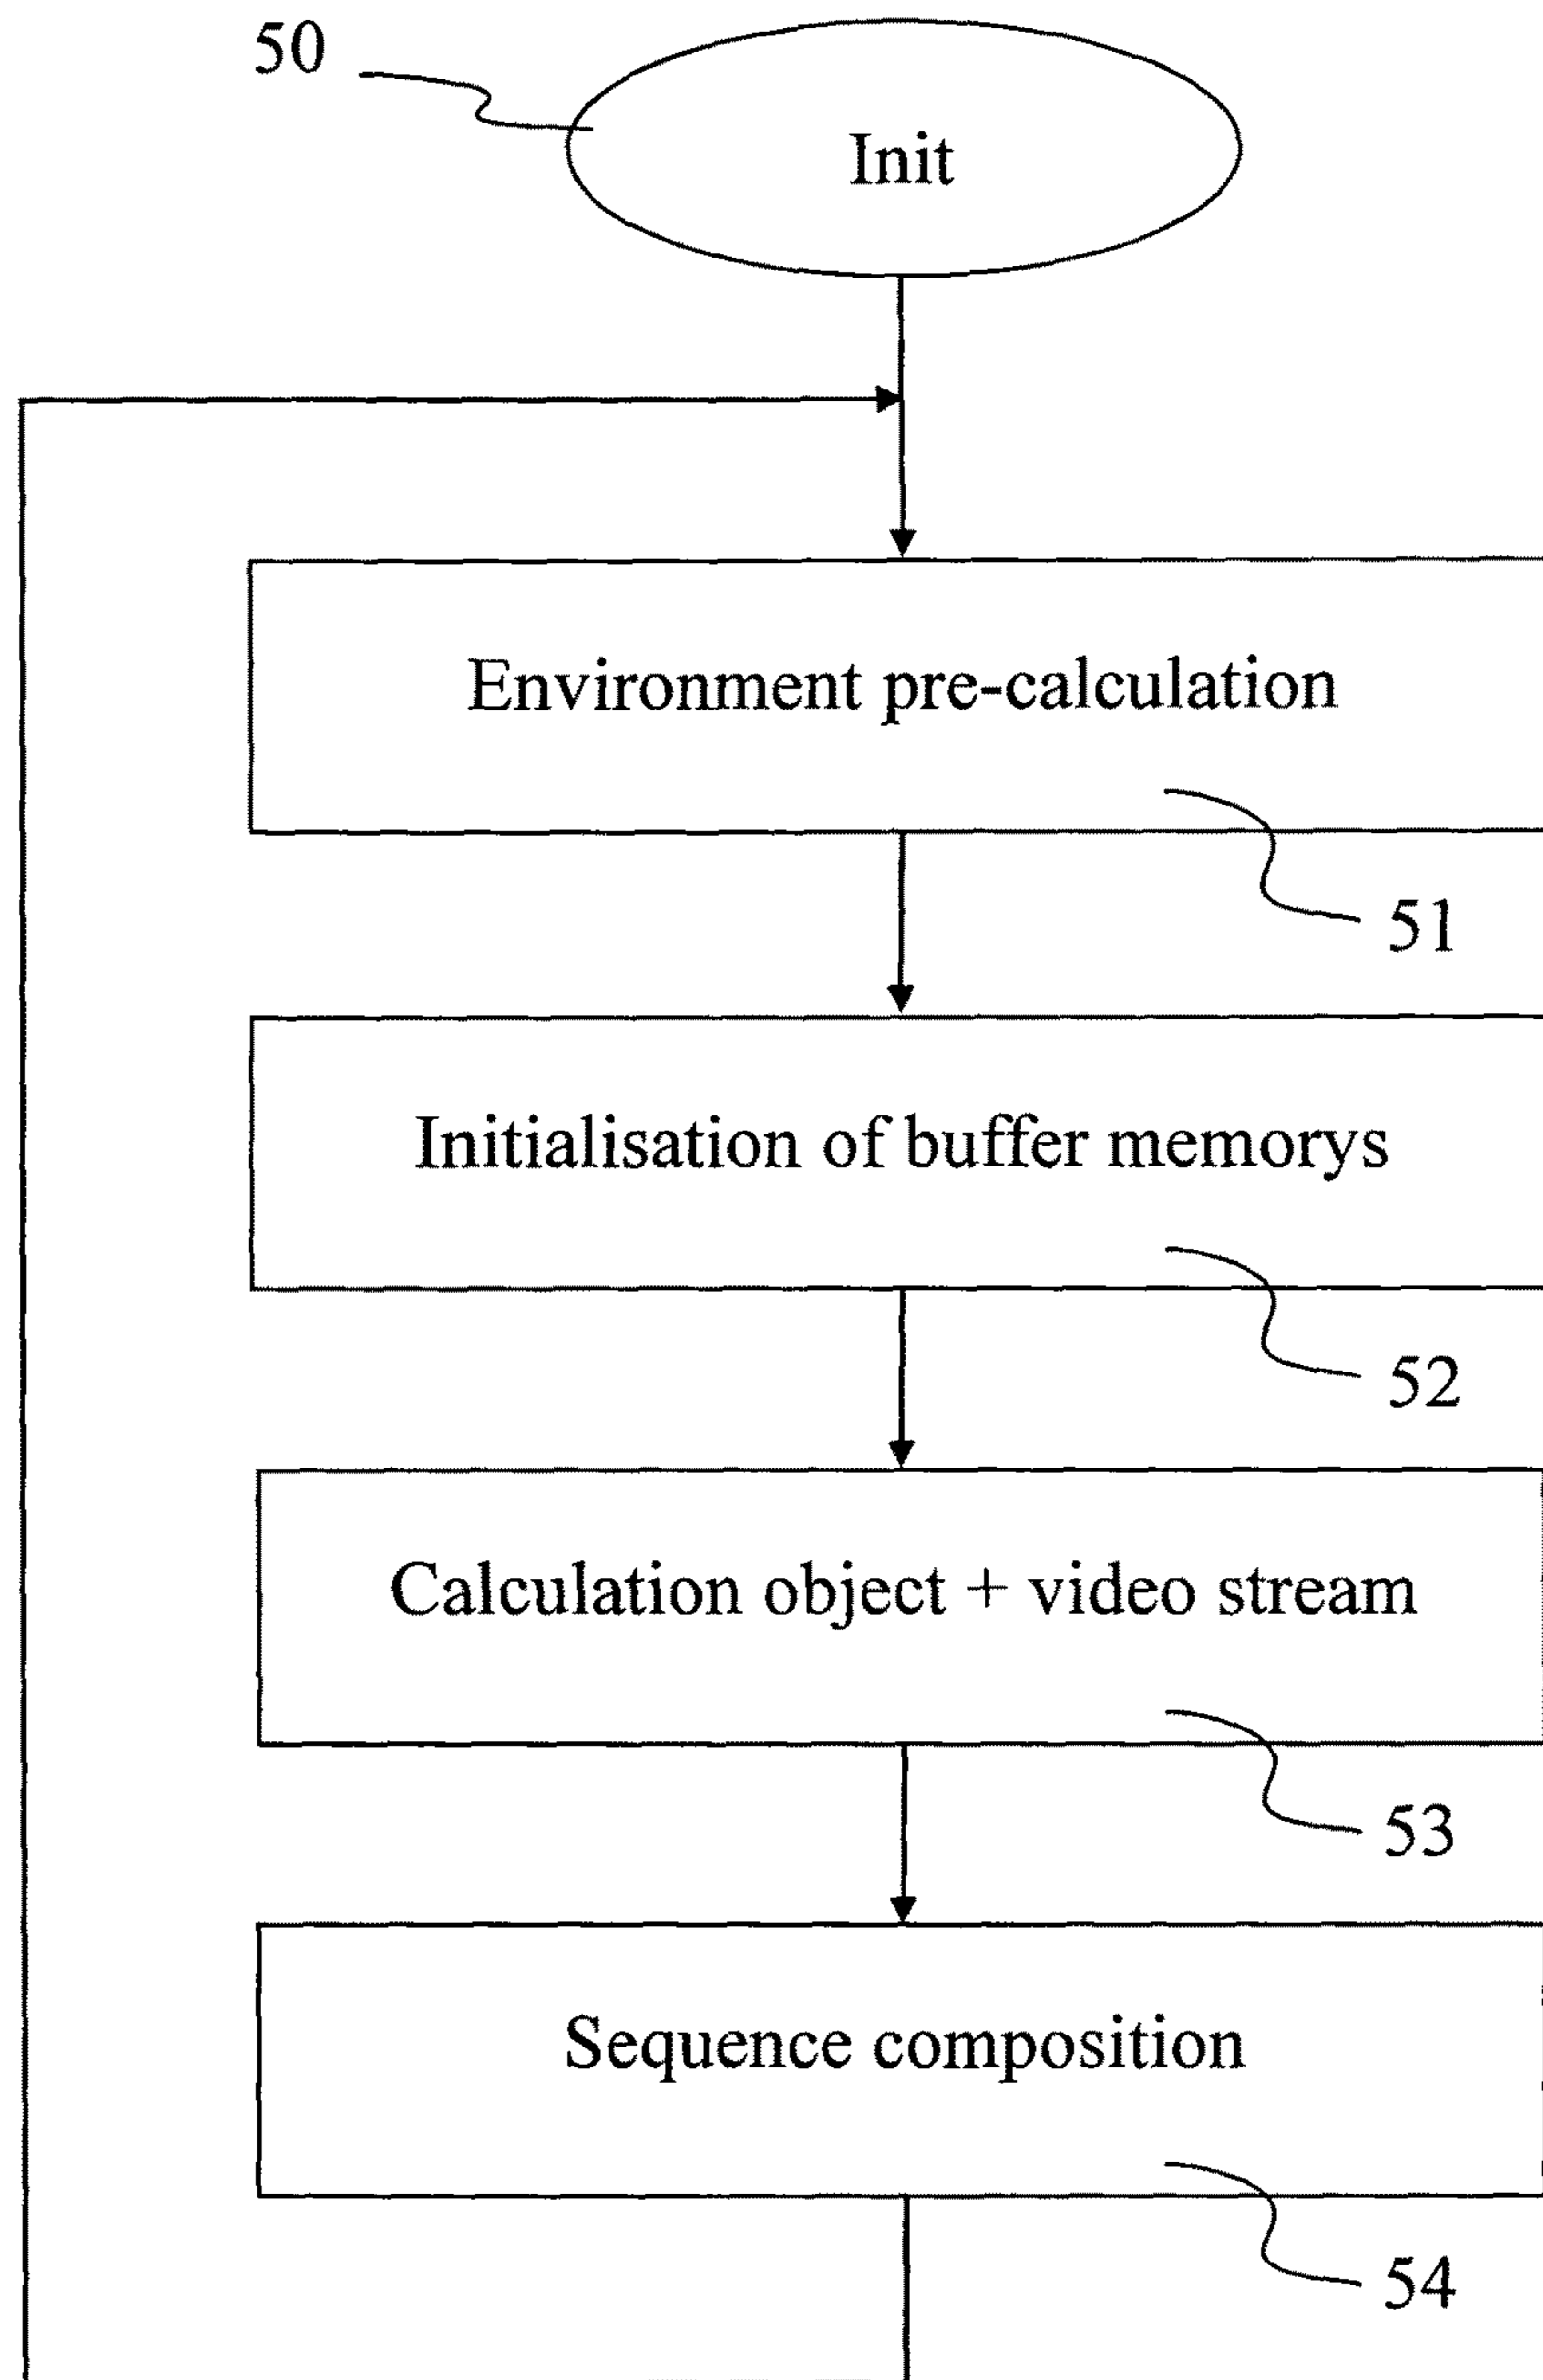 50
Init
Environment pre-calculation
51
Initialisation of buffer memorys
52
Calculation object + video stream
53
Sequence composition
54